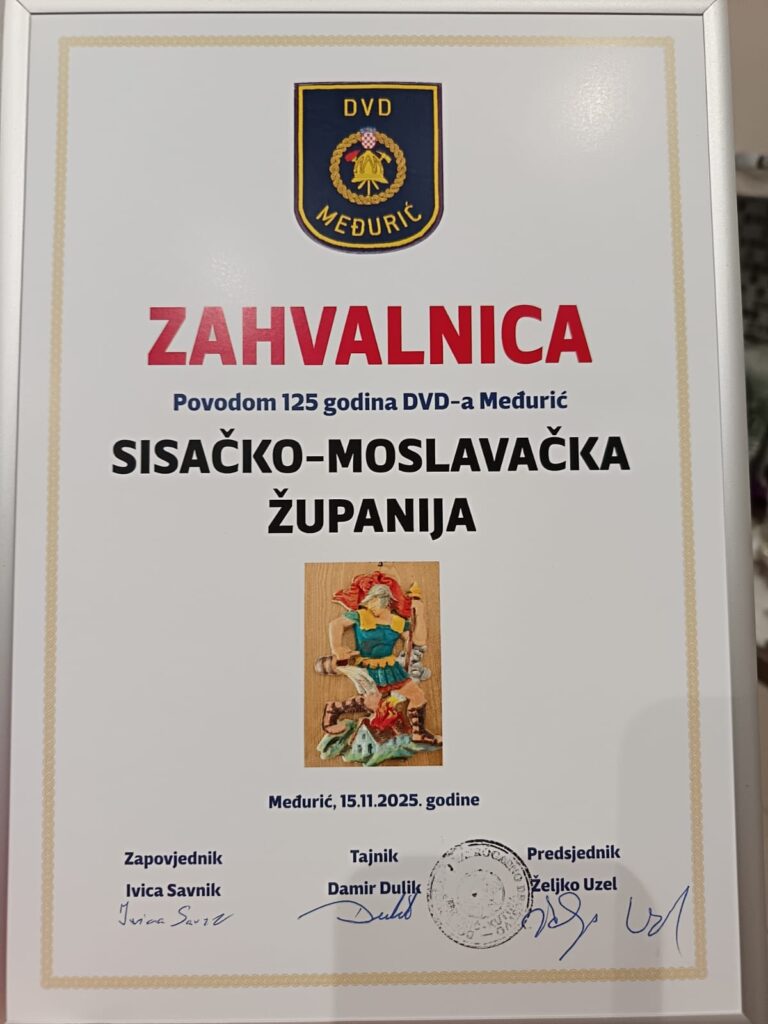 DVD
MEĐURIĆ
ZAHVALNICA
Povodom 125 godina DVD-a Međurić
SISAČKO-MOSLAVAČKA
ŽUPANIJA
Međurić, 15.11.2025. godine
Zapovjednik
Tajnik
Predsjednik
Ivica Savnik
Damir Dulik
Željko Uzel